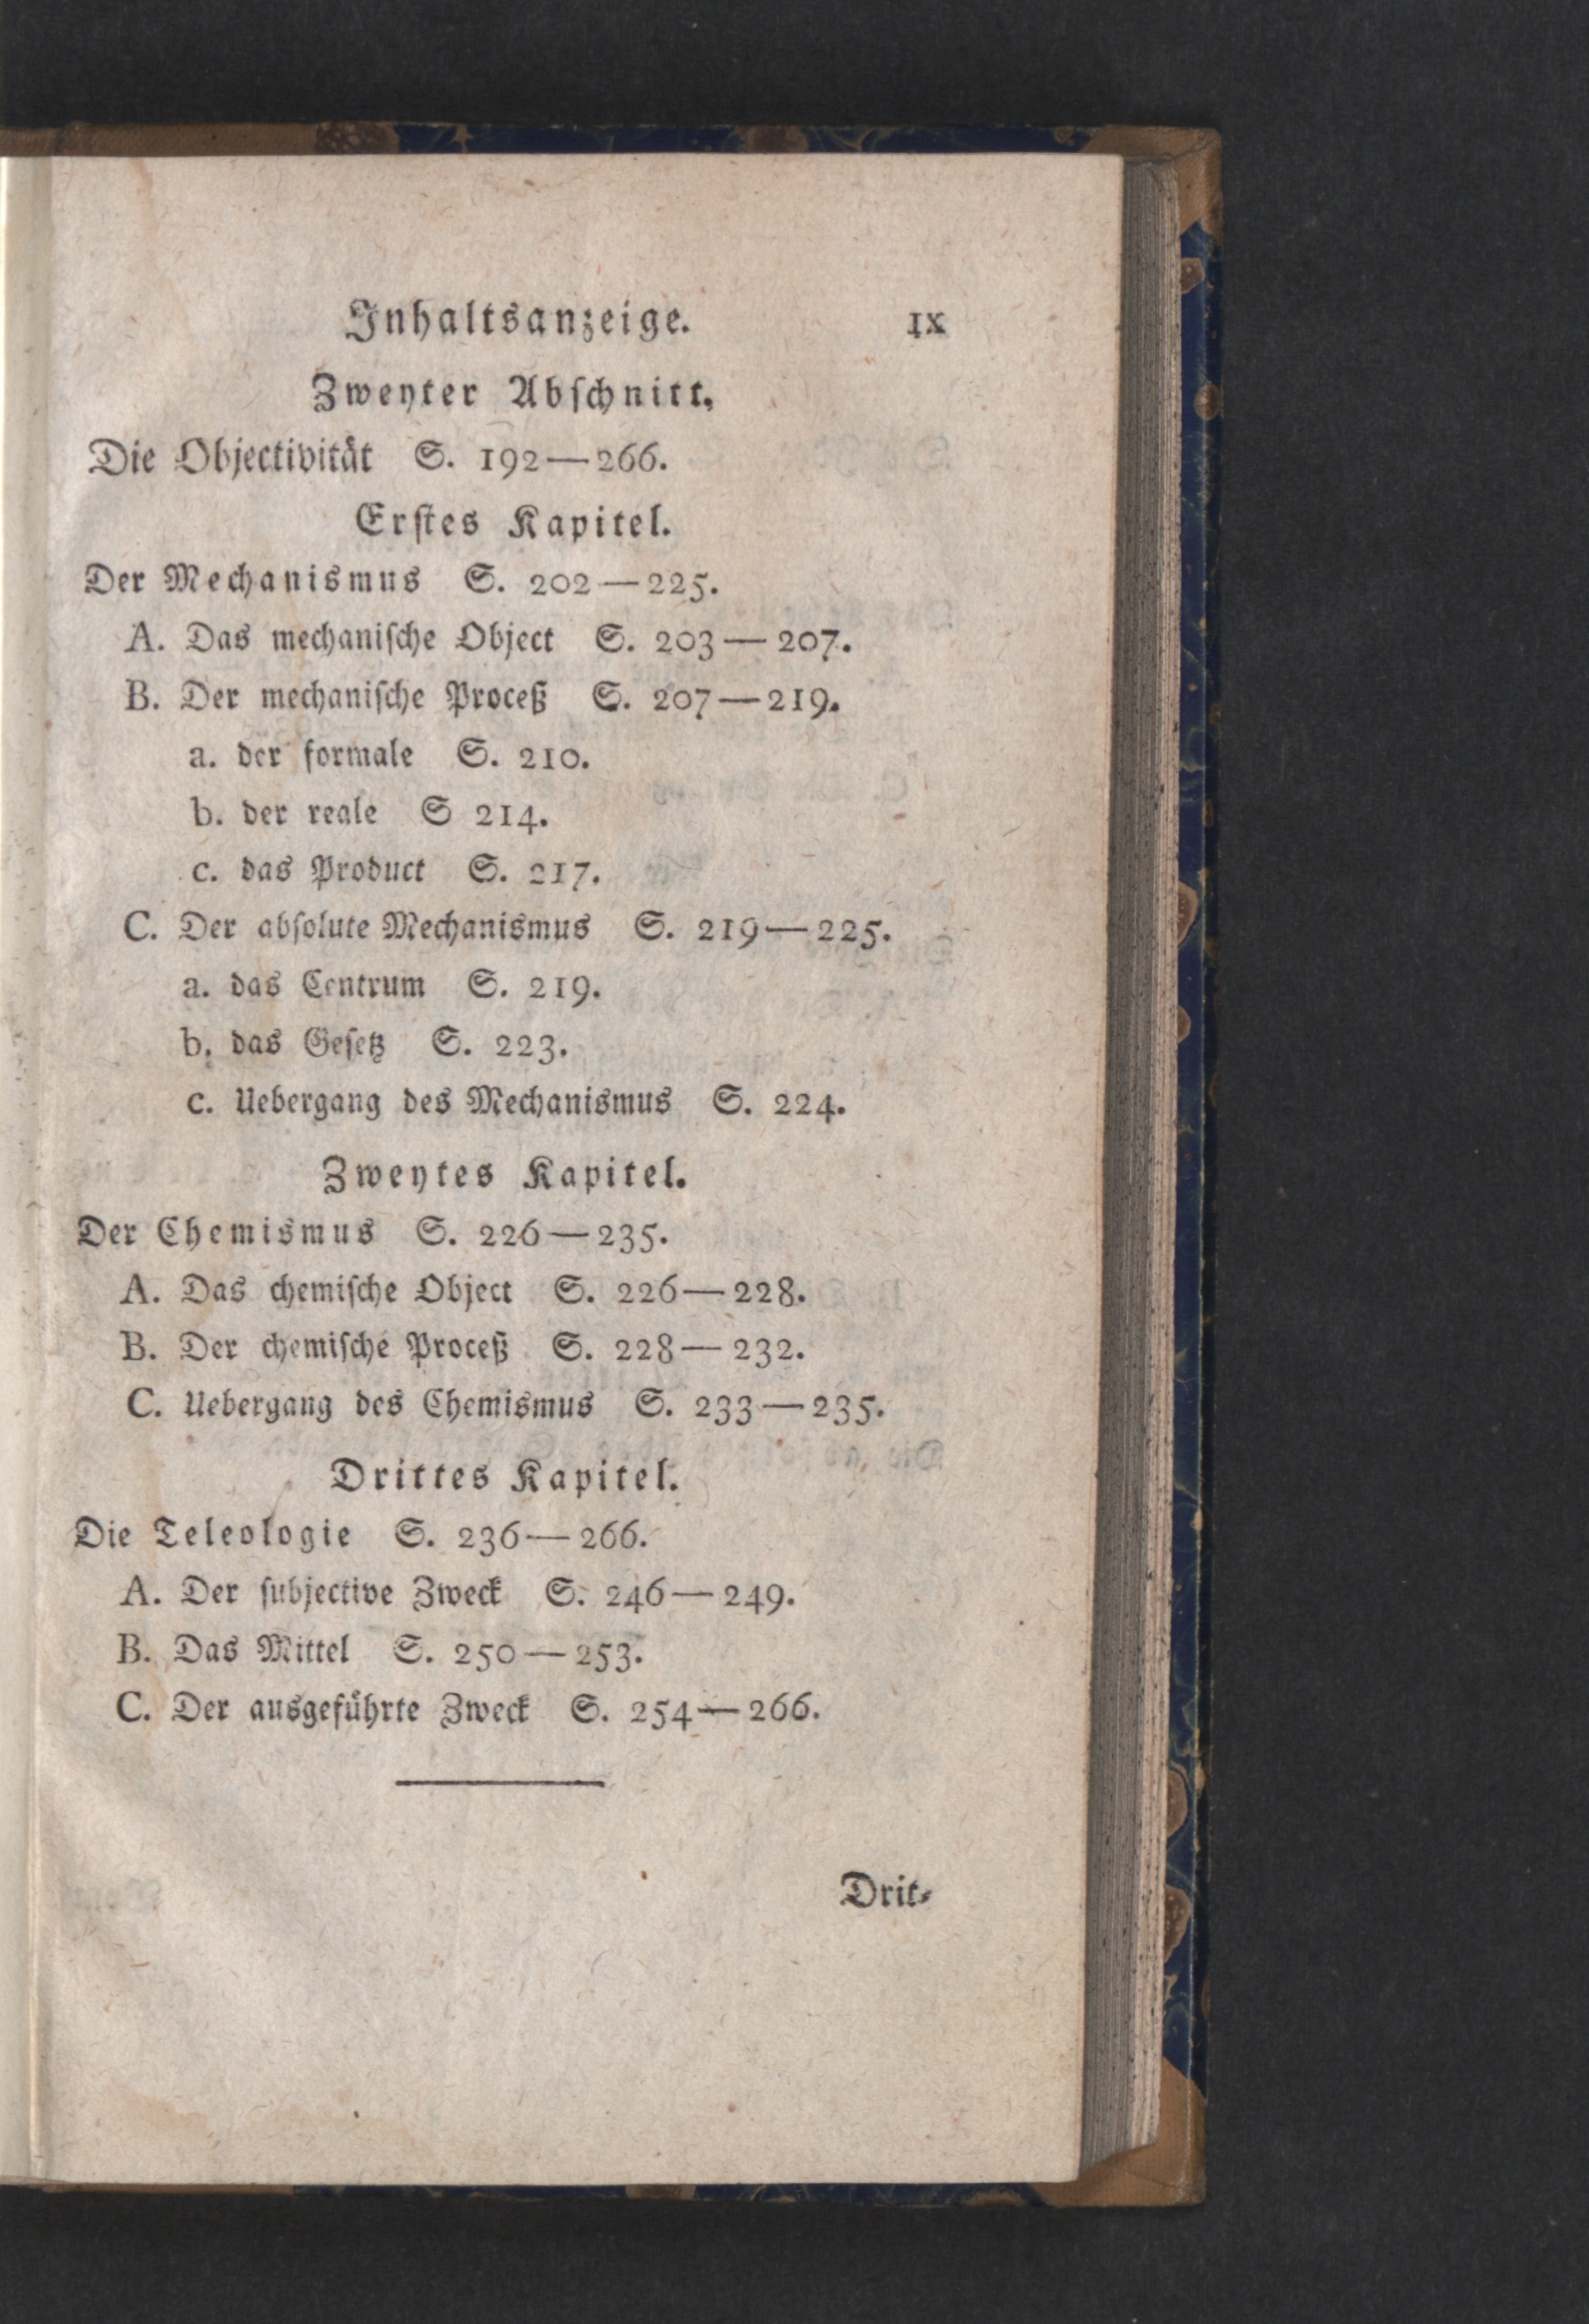 Inhaltsanzeige. IX
Zweyter Abſchnitt.
Die Objectivität S. 192—266.
Erſtes Kapitel.
Der Mechanismus S. 202—225.
A. Das mechaniſche Object S. 203—207.
B. Der mechaniſche Proceß S. 207—219.
a. der formale S. 210.
b. der reale S 214.
c. das Product S. 217.
C. Der abſolute Mechanismus S. 219—225.
a. das Centrum S. 219.
b. das Geſetz S. 223.
c. Uebergang des Mechanismus S. 224.
Zweytes Kapitel.
Der Chemismus S. 226—235.
A. Das chemiſche Object S. 226—228.
B. Der chemiſche Proceß S. 228—232.
C. Uebergang des Chemismus S. 233—235.
Drittes Kapitel.
Die Teleologie S. 236—266.
A. Der ſubjective Zweck S. 246—249.
B. Das Mittel S. 250—253.
C. Der ausgeführte Zweck S. 254—266.
Drit-